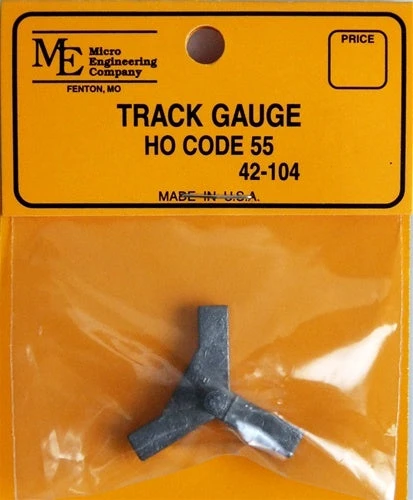 ME Micro
Engineering
Company
FENTON, MO
PRICE
TRACK GAUGE
HO CODE 55
42-104
MADE IN U.S.A.